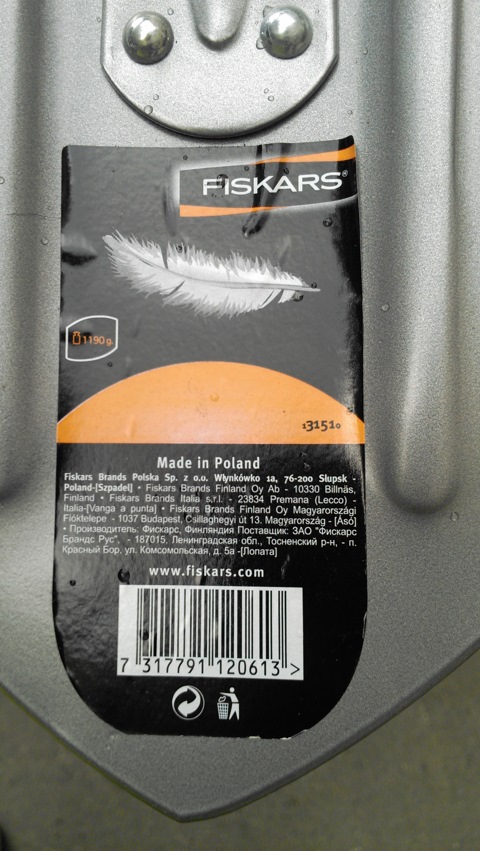 FISKARS®
1190 g.
131510
Made in Poland
Fiskars Brands Polska Sp. z o.o. Włynkówko 1a, 76-200 Słupsk -
Poland-[Szpadel] • Fiskars Brands Finland Oy Ab - 10330 Billnäs,
Finland • Fiskars Brands Italia s.r.l. - 23834 Premana (Lecco) -
Italia-[Vanga a punta] • Fiskars Brands Finland Oy Magyarországi
Fióktelepe - 1037 Budapest, Csillaghegyi út 13. Magyarország - [Ásó]
• Производитель: Фискарс, Финляндия Поставщик: ЗАО "Фискарс
Брандс Рус", - 187015. Ленинградская обл., Тосненский р-н, - п.
Красный Бор, ул. Комсомольская, д. 5а -[Лопата]
www.fiskars.com
7 317791 120613 >